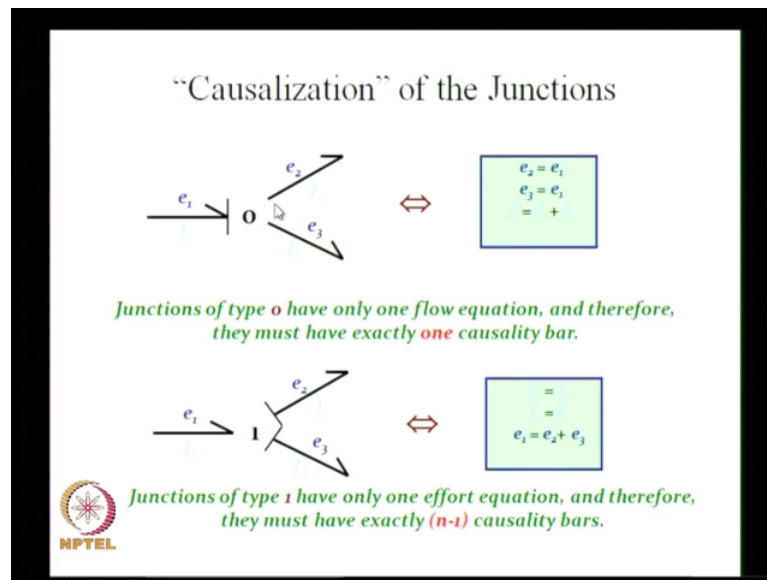 “Causalization” of the Junctions
e₂
e₁
0
e₃
⇔
e₂ = e₁
e₃ = e₁
= +
Junctions of type 0 have only one flow equation, and therefore,
they must have exactly one causality bar.
e₂
e₁
1
e₃
⇔
=
=
e₁ = e₂+ e₃
Junctions of type 1 have only one effort equation, and therefore,
they must have exactly (n-1) causality bars.
NPTEL